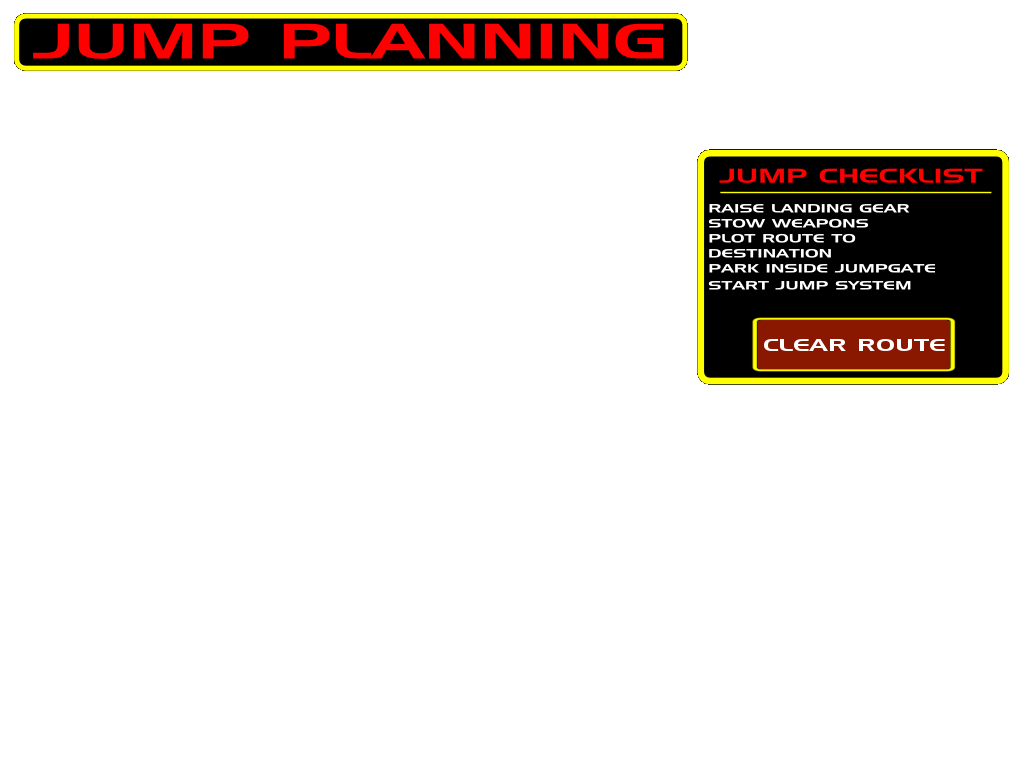 JUMP PLANNING
JUMP CHECKLIST
RAISE LANDING GEAR
STOW WEAPONS
PLOT ROUTE TO
DESTINATION
PARK INSIDE JUMPGATE
START JUMP SYSTEM
CLEAR ROUTE